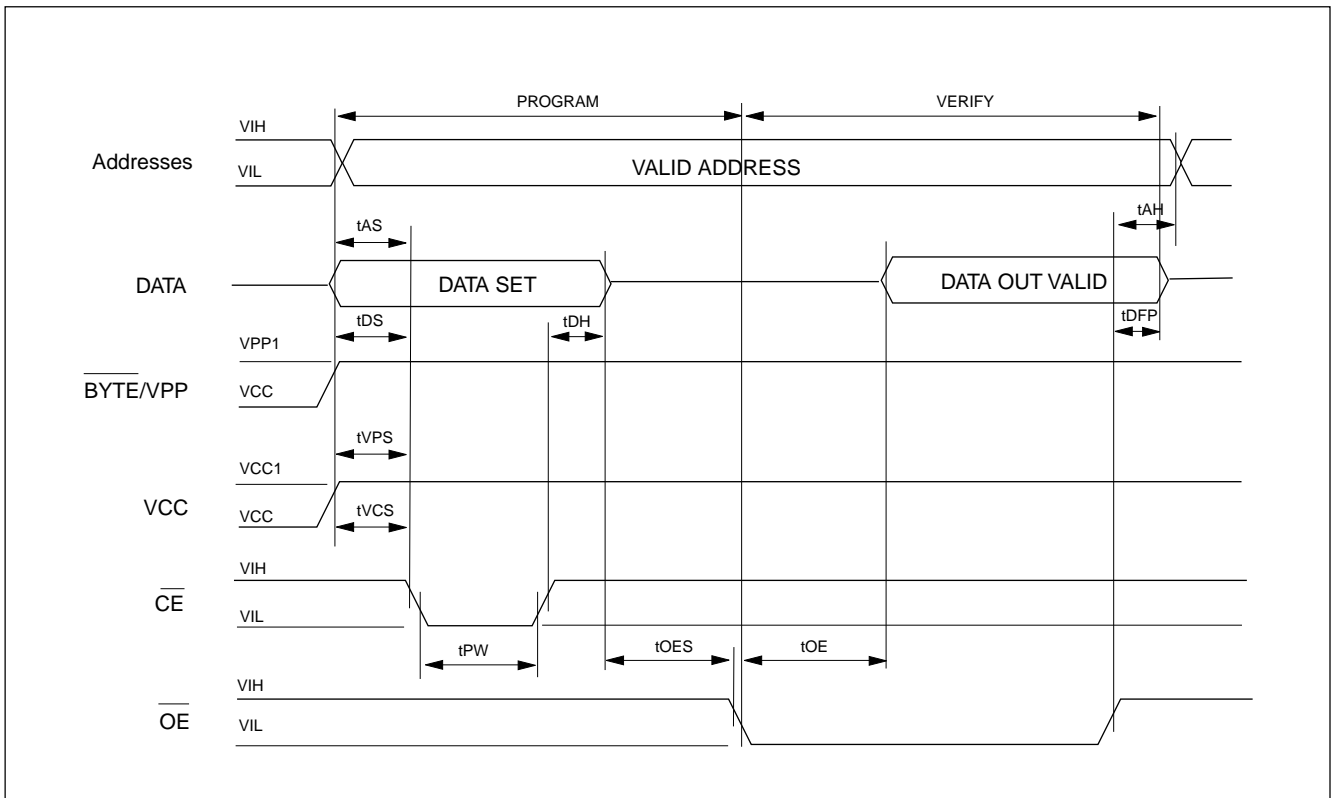 PROGRAM VERIFY
VIH
Addresses
VIL
VALID ADDRESS
tAS
tAH
DATA
DATA SET
DATA OUT VALID
tDS
tDH
tDFP
VPP1
BYTE/VPP
VCC
tVPS
VCC1
VCC
VCC
tVCS
VIH
CE
VIL
tPW
tOES
tOE
VIH
OE
VIL